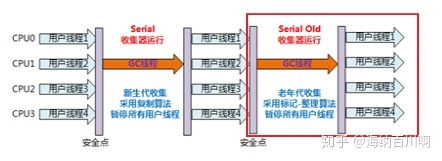 Serial
收集器运行
Serial Old
收集器运行
CPU0
用户线程1
用户线程1
用户线程1
CPU1
用户线程2
GC线程
用户线程2
GC线程
用户线程2
CPU2
用户线程3
新生代收集
采用复制算法
暂停所有用户线程
用户线程3
老年代收集
采用标记-整理算法
暂停所有用户线程
用户线程3
CPU3
用户线程4
用户线程4
用户线程4
安全点
安全点
知乎 @海纳百川啊